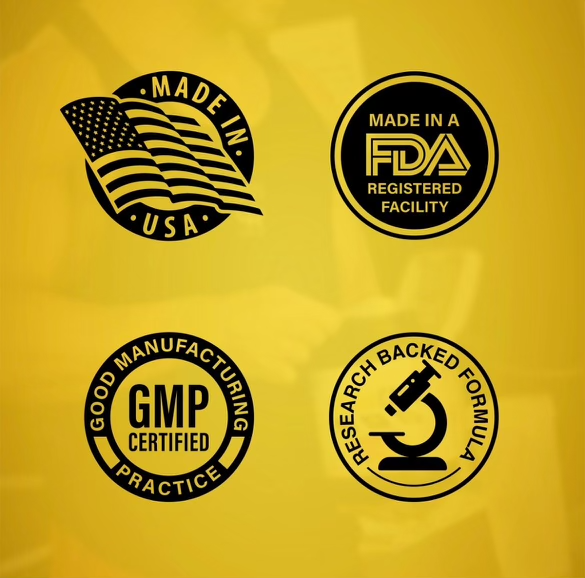 MADE IN
USA
MADE IN A
FDA
REGISTERED
FACILITY
GOOD MANUFACTURING
GMP
CERTIFIED
PRACTICE
RESEARCH BACKED FORMULA